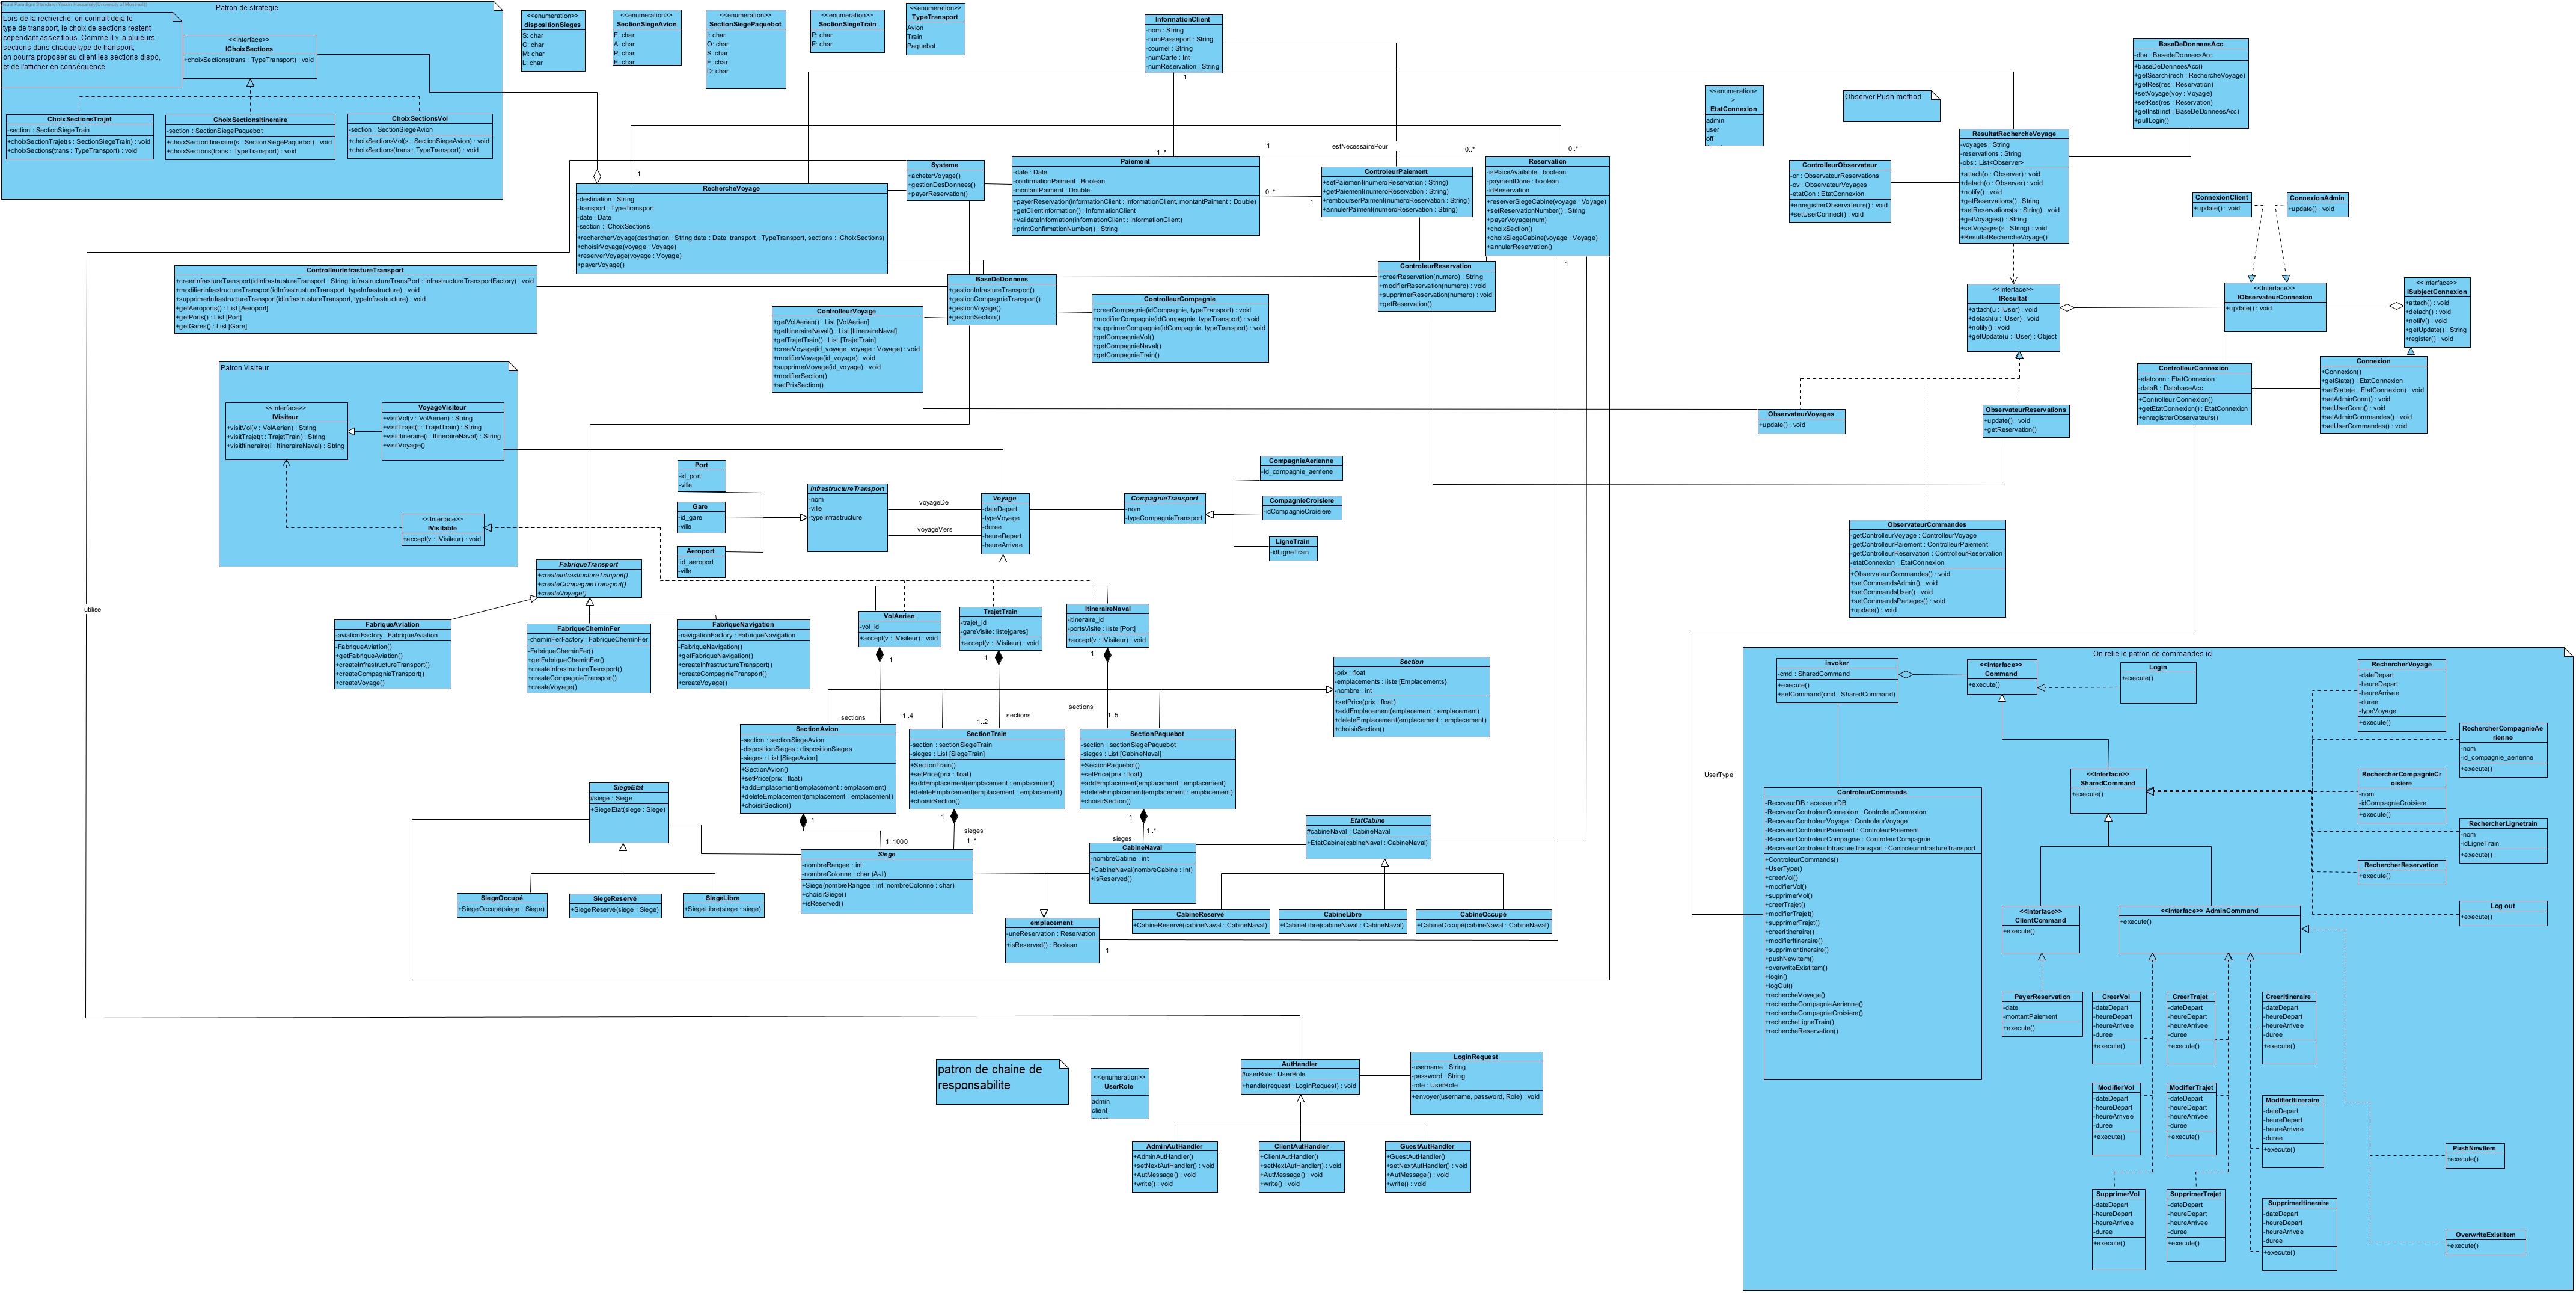 Visual Paradigm Standard(Yassin Yassondy(University of Montreal))
Patron de strategie
Lors de la recherche, on connait deja le
type de transport, le choix de sections restent
cependant assez flous. Comme il y a pluieurs
sections dans chaque type de transport,
on pourra proposer au client les sections dispo,
et de l'afficher en conséquence
<<Interface>>
IChoixSections
+choixSections(trans : TypeTransport) : void
ChoixSectionsTrajet
-section : SectionSiegeTrain
+choixSectionTrajet(s : SectionSiegeTrain) : void
+choixSections(trans : TypeTransport) : void
ChoixSectionsItineraire
-section : SectionSiegePaquebot
+choixSectionItineraire(s : SectionSiegePaquebot) : void
+choixSections(trans : TypeTransport) : void
ChoixSectionsVol
-section : SectionSiegeAvion
+choixSectionsVol(s : SectionSiegeAvion) : void
+choixSections(trans : TypeTransport) : void
<<enumeration>>
dispositionSieges
S: char
C: char
M: char
L: char
<<enumeration>>
SectionSiegeAvion
F: char
A: char
P: char
E: char
<<enumeration>>
SectionSiegePaquebot
I: char
O: char
S: char
F: char
D: char
<<enumeration>>
SectionSiegeTrain
P: char
E: char
<<enumeration>>
TypeTransport
Avion
Train
Paquebot
InformationClient
-nom : String
-numPasseport : String
-courriel : String
-numCarte : Int
-numReservation : String
1
1..*
1
estNecessairePour
0..*
0..*
1
0..*
1
1
<<enumeration>
>
EtatConnexion
admin
user
off
Observer Push method
BaseDeDonneesAcc
-dba : BasedeDonneesAcc
+baseDeDonneesAcc()
+getSearch(rech : RechercheVoyage)
+getRes(res : Reservation)
+setVoyage(voy : Voyage)
+setRes(res : Reservation)
+getInst(inst : BaseDeDonneesAcc)
+pullLogin()
ResultatRechercheVoyage
-voyages : String
-reservations : String
-obs : List<Observer>
+attach(o : Observer) : void
+detach(o : Observer) : void
+notify() : void
+getReservations() : String
+setReservations(s : String) : void
+getVoyages() : String
+setVoyages(s : String) : void
+ResultatRechercheVoyage()
ControlleurObservateur
-or : ObservateurReservations
-ov : ObservateurVoyages
-etatCon : EtatConnexion
+enregistrerObservateurs() : void
+setUserConnect() : void
Systeme
+acheterVoyage()
+gestionDesDonnees()
+payerReservation()
Paiement
-date : Date
-confirmationPaiment : Boolean
-montantPaiment : Double
+payerReservation(informationClient : InformationClient, montantPaiment : Double)
+getClientInformation() : InformationClient
+validateInformation(informationClient : InformationClient)
+printConfirmationNumber() : String
ControleurPaiement
+setPaiement(numeroReservation : String)
+getPaiement(numeroReservation : String)
+rembourserPaiment(numeroReservation : String)
+annulerPaiment(numeroReservation : String)
Reservation
-isPlaceAvailable : boolean
-paymentDone : boolean
-idReservation
+reserverSiegeCabine(voyage : Voyage)
+setReservationNumber() : String
+payerVoyage(num)
+choixSection()
+choixSiegeCabine(voyage : Voyage)
+annulerReservation()
RechercheVoyage
-destination : String
-transport : TypeTransport
-date : Date
-section : IChoixSections
+rechercherVoyage(destination : String date : Date, transport : TypeTransport, sections : IChoixSections)
+choisirVoyage(voyage : Voyage)
+reserverVoyage(voyage : Voyage)
+payerVoyage()
ConnexionClient
+update() : void
ConnexionAdmin
+update() : void
ControlleurInfrastureTransport
+creerInfrastureTransport(idInfrastrustureTransport : String, infrastructureTransPort : InfrastructureTransportFactory) : void
+modifierInfrastructureTransport(idInfrastrustureTransport, typeInfrastructure) : void
+supprimerInfrastructureTransport(idInfrastrustureTransport, typeInfrastructure) : void
+getAeroports() : List [Aeroport]
+getPorts() : List [Port]
+getGares() : List [Gare]
BaseDeDonnees
+gestionInfrastureTransport()
+gestionCompagnieTransport()
+gestionVoyage()
+gestionSection()
ControleurReservation
+creerReservation(numero) : String
+modifierReservation(numero) : void
+supprimerReservation(numero) : void
+getReservation()
ControlleurVoyage
+getVolAerien() : List [VolAerien]
+getItineraireNaval() : List [ItineraireNaval]
+getTrajetTrain() : List [TrajetTrain]
+creerVoyage(id_voyage, voyage : Voyage) : void
+modifierVoyage(id_voyage) : void
+supprimerVoyage(id_voyage) : void
+modifierSection()
+setPrixSection()
ControlleurCompagnie
+creerCompagnie(idCompagnie, typeTransport) : void
+modifierCompagnie(idCompagnie, typeTransport) : void
+supprimerCompagnie(idCompagnie, typeTransport) : void
+getCompagnieVol()
+getCompagnieNaval()
+getCompagnieTrain()
<<Interface>>
IResultat
+attach(u : IUser) : void
+detach(u : IUser) : void
+notify() : void
+getUpdate(u : IUser) : Object
<<Interface>>
IObservateurConnexion
+update() : void
<<Interface>>
ISubjectConnexion
+attach() : void
+detach() : void
+notify() : void
+getUpdate() : String
+register() : void
ControlleurConnexion
-etatconn : EtatConnexion
-dataB : DatabaseAcc
+Controlleur Connexion()
+getEtatConnexion() : EtatConnexion
+enregistrerObservateurs()
Connexion
+Connexion()
+getState() : EtatConnexion
+setState(e : EtatConnexion) : void
+setAdminConn() : void
+setUserConn() : void
+setAdminCommandes() : void
+setUserCommandes() : void
ObservateurVoyages
+update() : void
ObservateurReservations
+update() : void
+getReservation()
Patron Visiteur
<<Interface>>
IVisiteur
+visitVol(v : VolAerien) : String
+visitTrajet(t : TrajetTrain) : String
+visitItineraire(i : ItineraireNaval) : String
VoyageVisiteur
+visitVol(v : VolAerien) : String
+visitTrajet(t : TrajetTrain) : String
+visitItineraire(i : ItineraireNaval) : String
+visitVoyage()
<<Interface>>
IVisitable
+accept(v : IVisiteur) : void
utilise
Port
-id_port
-ville
Gare
-id_gare
-ville
Aeroport
id_aeroport
-ville
InfrastructureTransport
-nom
-ville
-typeInfrastructure
voyageDe
voyageVers
Voyage
-dateDepart
-typeVoyage
-duree
-heureDepart
-heureArrivee
CompagnieTransport
-nom
-typeCompagnieTransport
CompagnieAerienne
-Id_compagnie_aerriene
CompagnieCroisiere
-idCompagnieCroisiere
LigneTrain
-idLigneTrain
ObservateurCommandes
-getControlleurVoyage : ControlleurVoyage
-getControlleurPaiement : ControlleurPaiement
-getControlleurReservation : ControlleurReservation
-etatConnexion : EtatConnexion
+ObservateurCommandes() : void
+setCommandsAdmin() : void
+setCommandsUser() : void
+setCommandsPartages() : void
+update() : void
FabriqueTransport
+createInfrastructureTranport()
+createCompagnieTransport()
+createVoyage()
FabriqueAviation
-aviationFactory : FabriqueAviation
-FabriqueAviation()
+getFabriqueAviation()
+createInfrastructureTransport()
+createCompagnieTransport()
+createVoyage()
FabriqueCheminFer
-cheminFerFactory : FabriqueCheminFer
-FabriqueCheminFer()
+getFabriqueCheminFer()
+createInfrastructureTransport()
+createCompagnieTransport()
+createVoyage()
FabriqueNavigation
-navigationFactory : FabriqueNavigation
-FabriqueNavigation()
+getFabriqueNavigation()
+createInfrastructureTransport()
+createCompagnieTransport()
+createVoyage()
VolAerien
-vol_id
+accept(v : IVisiteur) : void
TrajetTrain
-trajet_id
-gareVisite : liste[gares]
+accept(v : IVisiteur) : void
ItineraireNaval
-itineraire_id
-portsVisite : liste [Port]
+accept(v : IVisiteur) : void
1
1
1
sections
1..4
1..2
sections
sections
1..5
Section
-prix : float
-emplacements : liste [Emplacements]
-nombre : int
+setPrice(prix : float)
+addEmplacement(emplacement : emplacement)
+deleteEmplacement(emplacement : emplacement)
+choisirSection()
SectionAvion
-section : sectionSiegeAvion
-dispositionSieges : dispositionSieges
-sieges : List [SiegeAvion]
+SectionAvion()
+setPrice(prix : float)
+addEmplacement(emplacement : emplacement)
+deleteEmplacement(emplacement : emplacement)
+choisirSection()
SectionTrain
-section : sectionSiegeTrain
-sieges : List [SiegeTrain]
+SectionTrain()
+setPrice(prix : float)
+addEmplacement(emplacement : emplacement)
+deleteEmplacement(emplacement : emplacement)
+choisirSection()
SectionPaquebot
-section : sectionSiegePaquebot
-sieges : List [CabineNaval]
+SectionPaquebot()
+setPrice(prix : float)
+addEmplacement(emplacement : emplacement)
+deleteEmplacement(emplacement : emplacement)
+choisirSection()
1
1..1000
1
sieges
1..*
1
1..*
sieges
SiegeEtat
#siege : Siege
+SiegeEtat(siege : Siege)
SiegeOccupé
+SiegeOccupé(siege : Siege)
SiegeReservé
+SiegeReservé(siege : Siege)
SiegeLibre
+SiegeLibre(siege : siege)
Siege
-nombreRangee : int
-nombreColonne : char (A-J)
+Siege(nombreRangee : int, nombreColonne : char)
+choisirSiege()
+isReserved()
CabineNaval
-nombreCabine : int
+CabineNaval(nombreCabine : int)
+isReserved()
EtatCabine
#cabineNaval : CabineNaval
+EtatCabine(cabineNaval : CabineNaval)
emplacement
-uneReservation : Reservation
+isReserved() : Boolean
1
CabineReservé
+CabineReservé(cabineNaval : CabineNaval)
CabineLibre
+CabineLibre(cabineNaval : CabineNaval)
CabineOccupé
+CabineOccupé(cabineNaval : CabineNaval)
patron de chaine de
responsabilite
<<enumeration>>
UserRole
admin
client
AutHandler
#userRole : UserRole
+handle(request : LoginRequest) : void
LoginRequest
-username : String
-password : String
-role : UserRole
+envoyer(username, password, Role) : void
AdminAutHandler
+AdminAutHandler()
+setNextAutHandler() : void
+AutMessage() : void
+write() : void
ClientAutHandler
+ClientAutHandler()
+setNextAutHandler() : void
+AutMessage() : void
+write() : void
GuestAutHandler
+GuestAutHandler()
+setNextAutHandler() : void
+AutMessage() : void
+write() : void
UserType
On relie le patron de commandes ici
invoker
-cmd : SharedCommand
+execute()
+setCommand(cmd : SharedCommand)
<<Interface>>
Command
+execute()
Login
+execute()
RechercherVoyage
-dateDepart
-heureDepart
-heureArrivee
-duree
-typeVoyage
+execute()
RechercherCompagnieAe
rienne
-nom
-id_compagnie_aerienne
+execute()
RechercherCompagnieCr
oisiere
-nom
-idCompagnieCroisiere
+execute()
RechercherLignetrain
-nom
-idLigneTrain
+execute()
RechercherReservation
+execute()
Log out
+execute()
<<Interface>>
SharedCommand
+execute()
ControleurCommands
-ReceveurDB : acesseurDB
-ReceveurControleurConnexion : ControleurConnexion
-ReceveurControleurVoyage : ControleurVoyage
-ReceveurControleurPaiement : ControleurPaiement
-ReceveurControleurCompagnie : ControleurCompagnie
-ReceveurControleurInfrastureTransport : ControleurInfrastureTransport
+ControleurCommands()
+UserType()
+creerVol()
+modifierVol()
+supprimerVol()
+creerTrajet()
+modifierTrajet()
+supprimerTrajet()
+creerItineraire()
+modifierItineraire()
+supprimerItineraire()
+pushNewItem()
+overwriteExistItem()
+login()
+logOut()
+rechercheVoyage()
+rechercheCompagnieAerienne()
+rechercheCompagnieCroisiere()
+rechercheLigneTrain()
+rechercheReservation()
<<Interface>>
ClientCommand
+execute()
<<Interface>> AdminCommand
+execute()
PayerReservation
-date
-montantPaiement
+execute()
CreerVol
-dateDepart
-heureDepart
-heureArrivee
-duree
+execute()
CreerTrajet
-dateDepart
-heureDepart
-heureArrivee
-duree
+execute()
CreerItineraire
-dateDepart
-heureDepart
-heureArrivee
-duree
+execute()
ModifierVol
-dateDepart
-heureDepart
-heureArrivee
-duree
+execute()
ModifierTrajet
-dateDepart
-heureDepart
-heureArrivee
-duree
+execute()
ModifierItineraire
-dateDepart
-heureDepart
-heureArrivee
-duree
+execute()
PushNewItem
+execute()
SupprimerVol
-dateDepart
-heureDepart
-heureArrivee
-duree
+execute()
SupprimerTrajet
-dateDepart
-heureDepart
-heureArrivee
-duree
+execute()
SupprimerItineraire
-dateDepart
-heureDepart
-heureArrivee
-duree
+execute()
OverwriteExistItem
+execute()